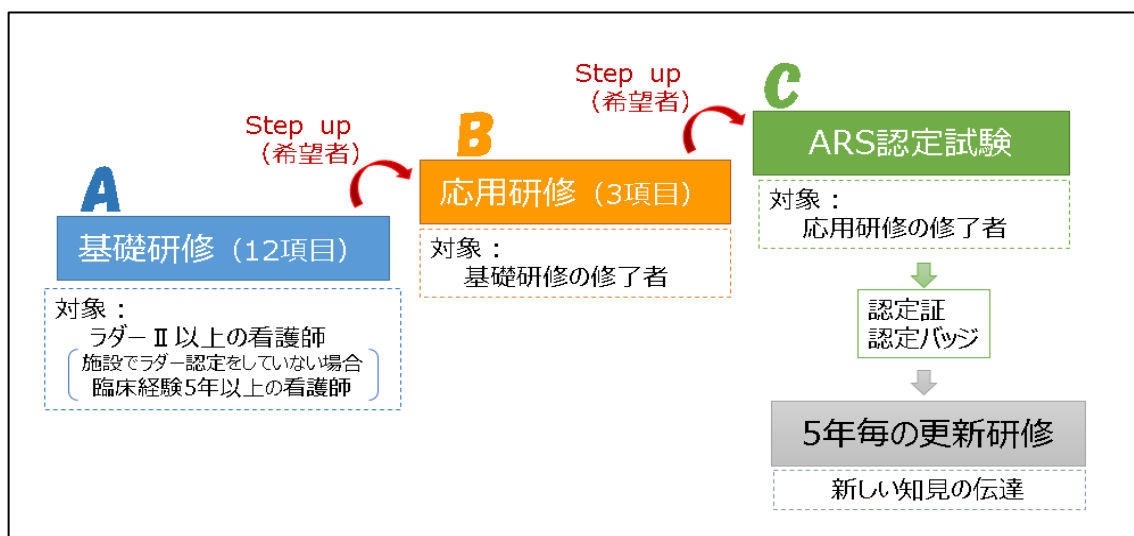 A
基礎研修（12項目）
対象：
ラダーⅡ以上の看護師
施設でラダー認定をしていない場合
臨床経験5年以上の看護師
Step up
（希望者）
B
応用研修（3項目）
対象：
基礎研修の修了者
Step up
（希望者）
C
ARS認定試験
対象：
応用研修の修了者
認定証
認定バッジ
5年毎の更新研修
新しい知見の伝達